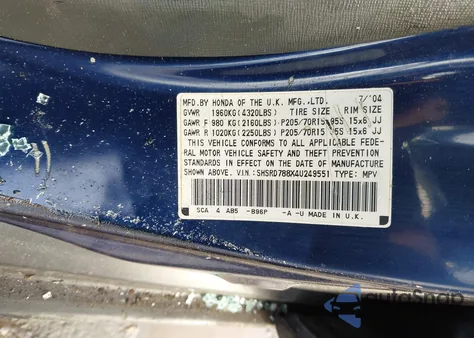 MFD.BY HONDA OF THE U.K. MFG.,LTD. 7/'04
GVWR 1960KG(4320LBS) TIRE SIZE RIM SIZE
GAWR F 980 KG(2160LBS) P205/70R15 95S 15x6 JJ
GAWR R 1020KG(2250LBS) P205/70R15 95S 15x6 JJ
THIS VEHICLE CONFORMS TO ALL APPLICABLE FEDE-
RAL MOTOR VEHICLE SAFETY AND THEFT PREVENTION
STANDARDS IN EFFECT ON THE DATE OF MANUFACTURE
SHOWN ABOVE. V.I.N:SHSRD788X4U249551 TYPE: MPV
SCA 4 AB5 -B96P -A -U MADE IN U.K.
autoSnap